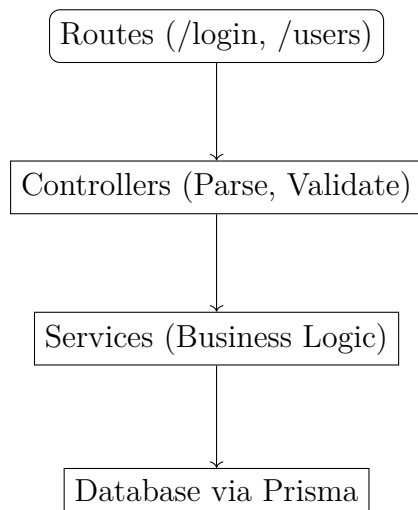 Routes (/login, /users)
Controllers (Parse, Validate)
Services (Business Logic)
Database via Prisma